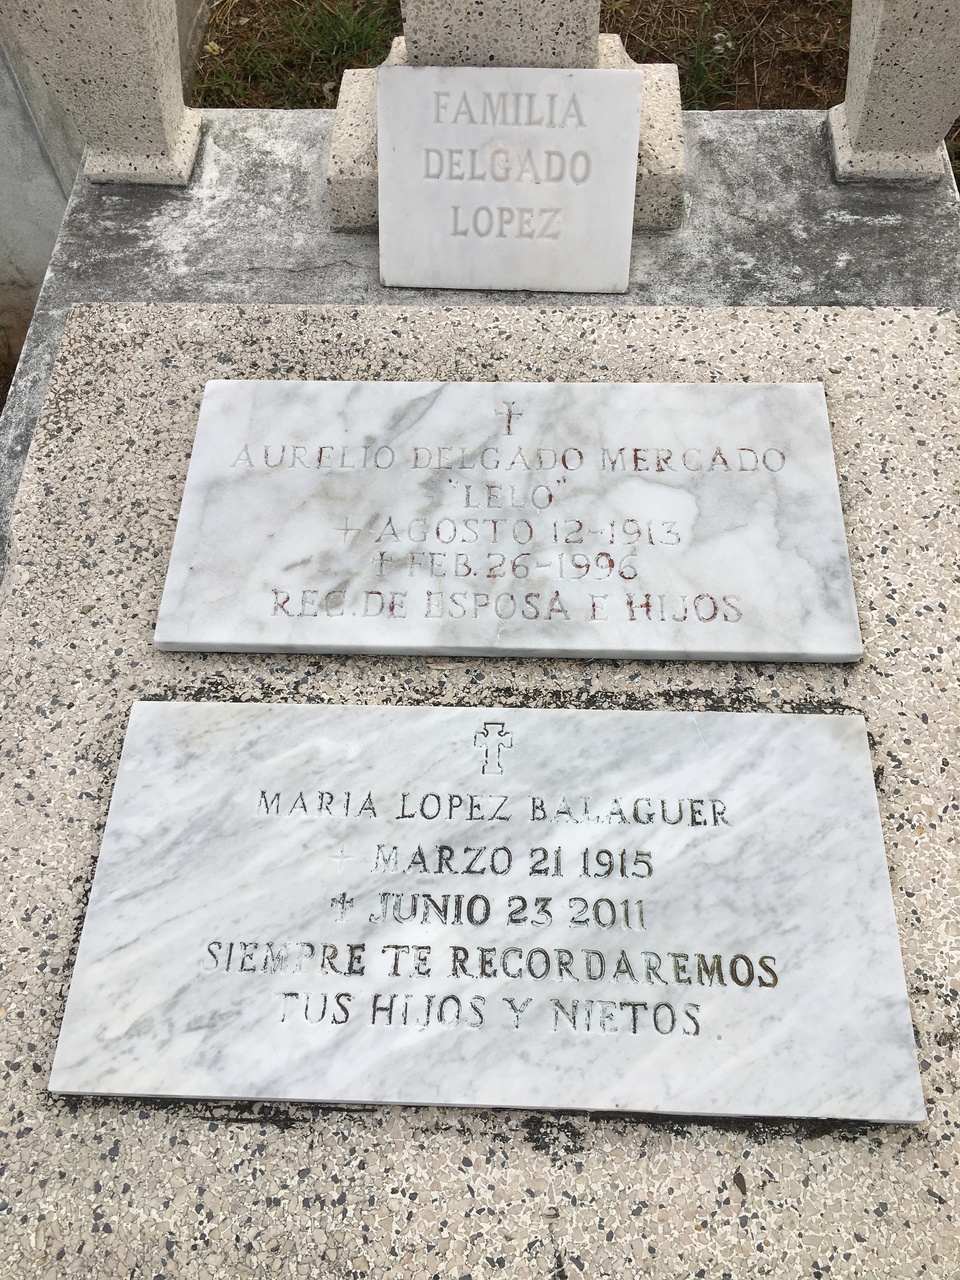 FAMILIA
DELGADO
LOPEZ
AURELIO DELGADO MERCADO
"LELO"
AGOSTO 12-1913
FEB. 26-1996
REC. DE ESPOSA E HIJOS
MARIA LOPEZ BALAGUER
MARZO 21 1915
JUNIO 23 2011
SIEMPRE TE RECORDAREMOS
TUS HIJOS Y NIETOS